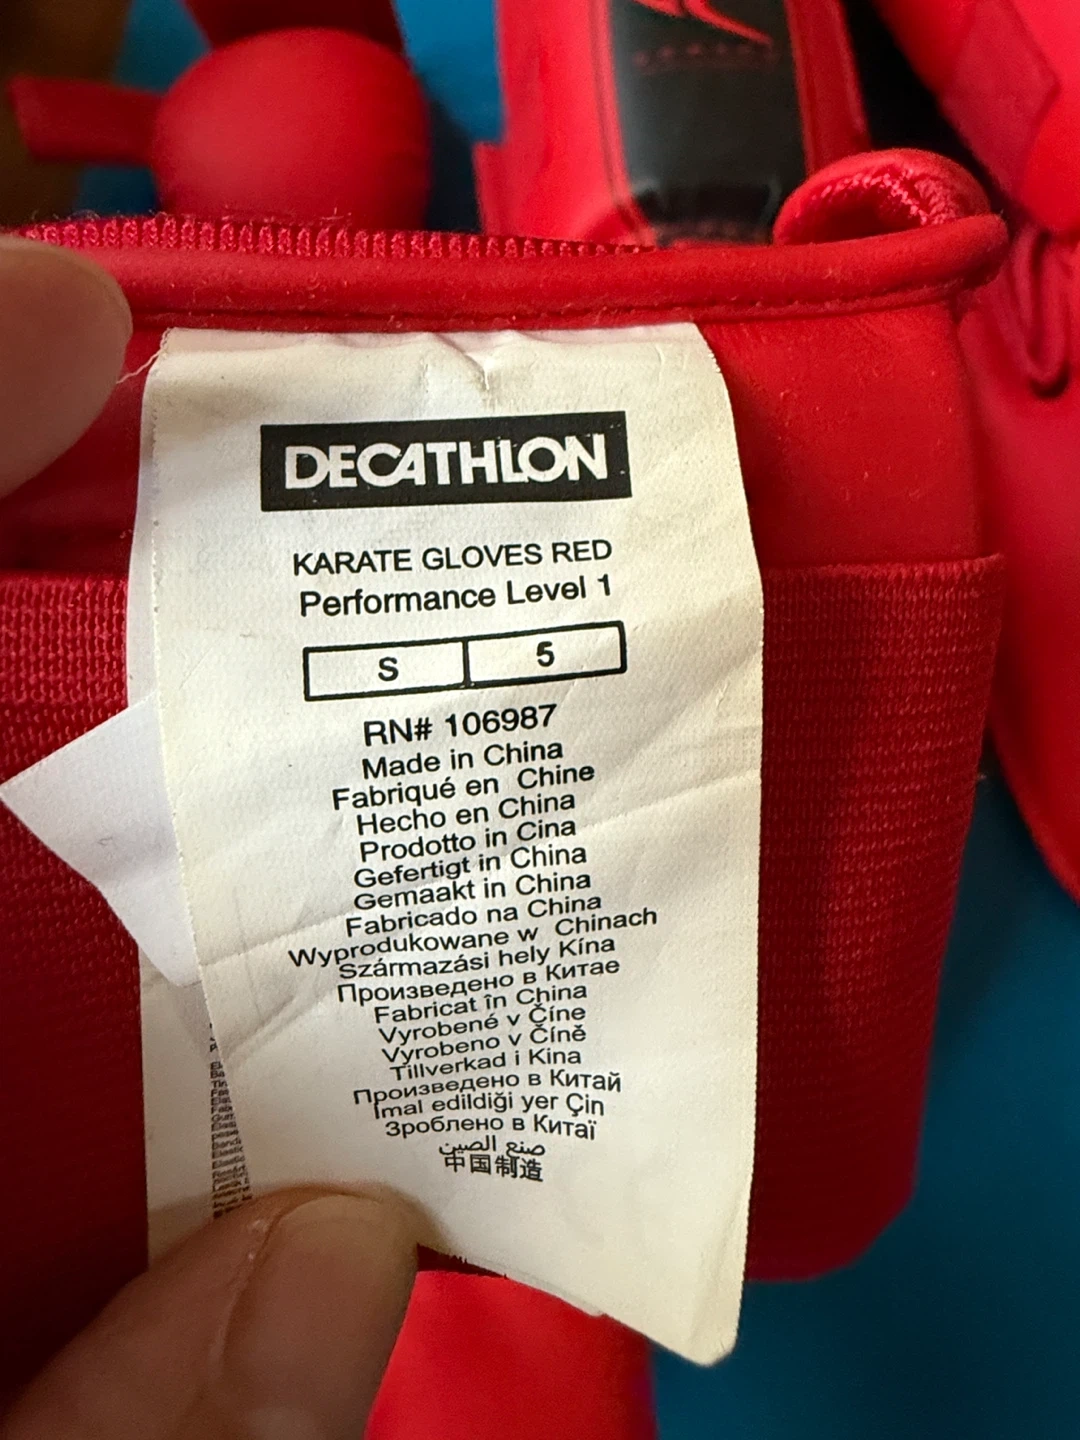 DECATHLON
KARATE GLOVES RED
Performance Level 1
S 5
RN# 106987
Made in China
Fabriqué en Chine
Hecho en China
Prodotto in Cina
Gefertigt in China
Gemaakt in China
Fabricado na China
Wyprodukowane w Chinach
Származási hely Kína
Произведено в Китае
Fabricat în China
Vyrobené v Číne
Vyrobeno v Číně
Tillverkad i Kina
Произведено в Китай
İmal edildiği yer Çin
Зроблено в Китаї
صنع الصين
中国制造